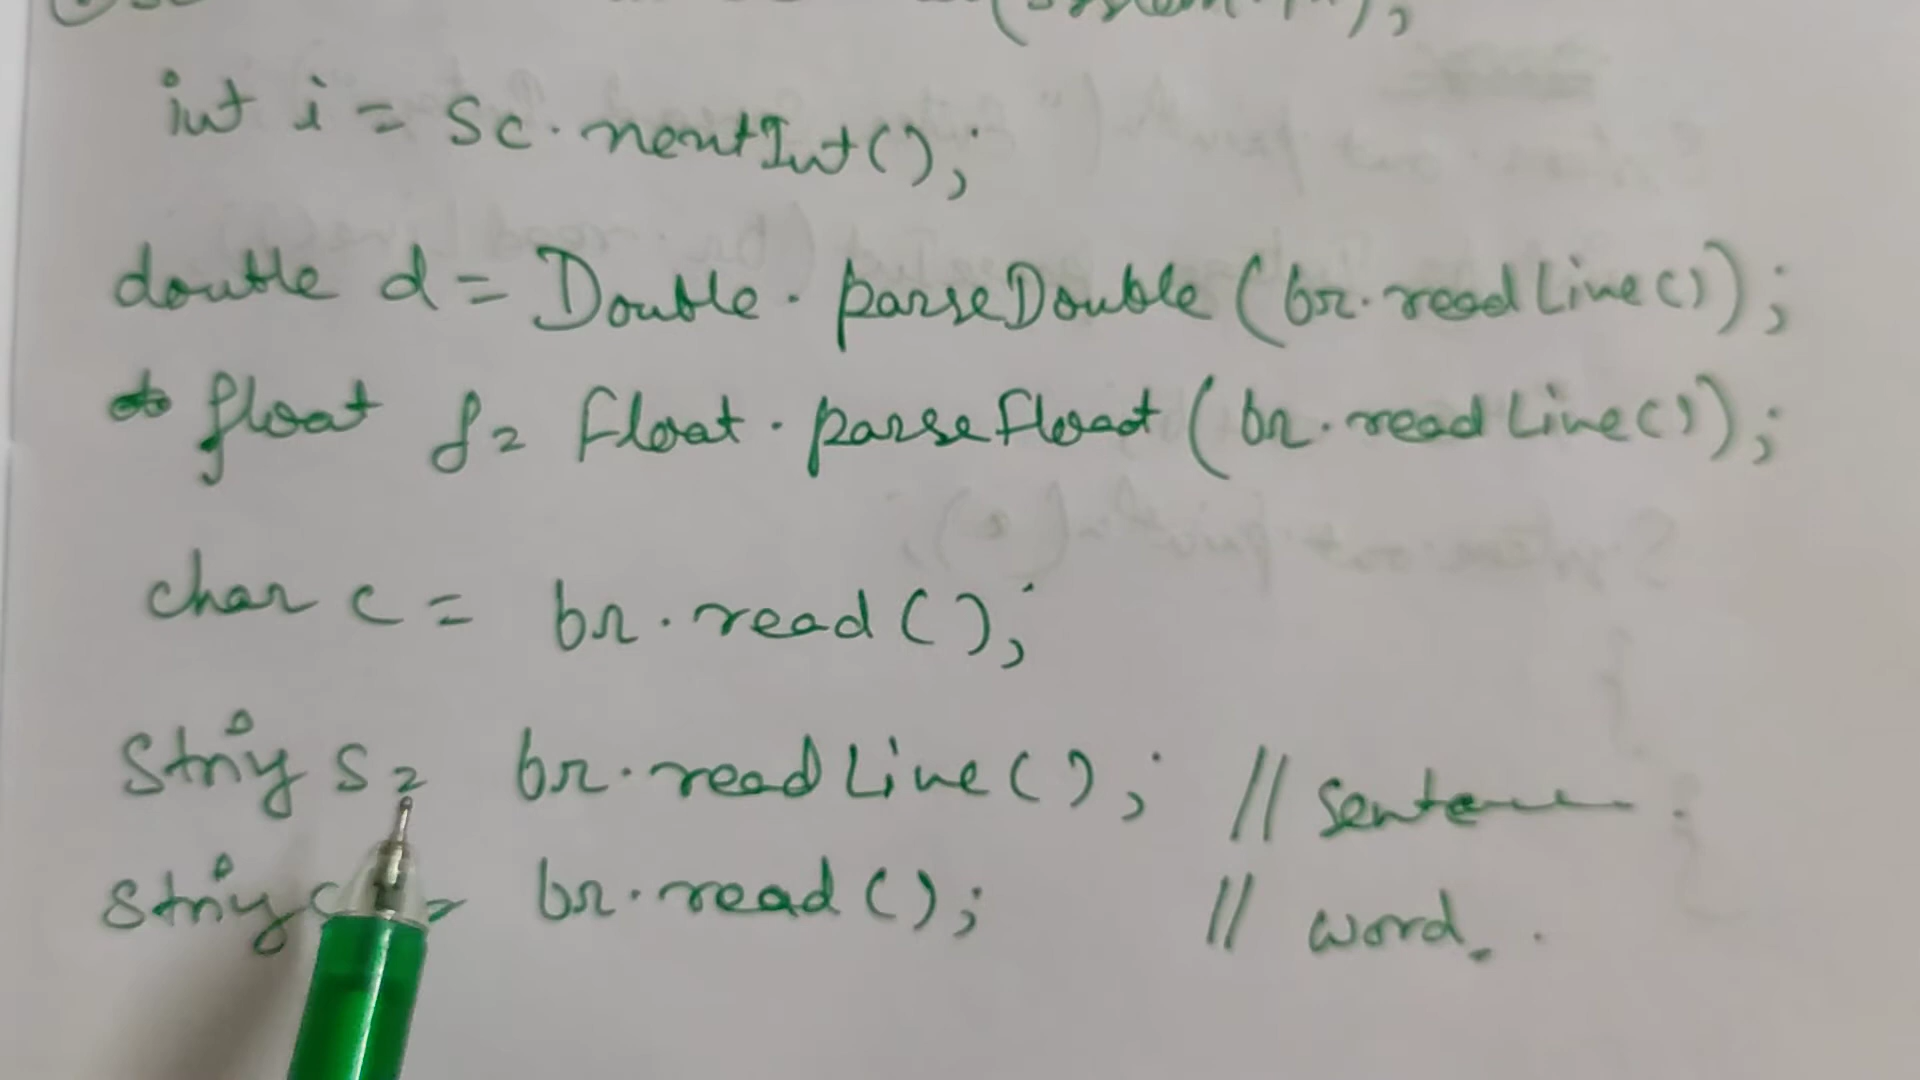 int i = sc.nextInt();
double d = Double.parseDouble(br.readLine());
float f = Float.parseFloat(br.readLine());
char c = br.read();
String s = br.readLine(); // sentence.
String = br.read(); // word.